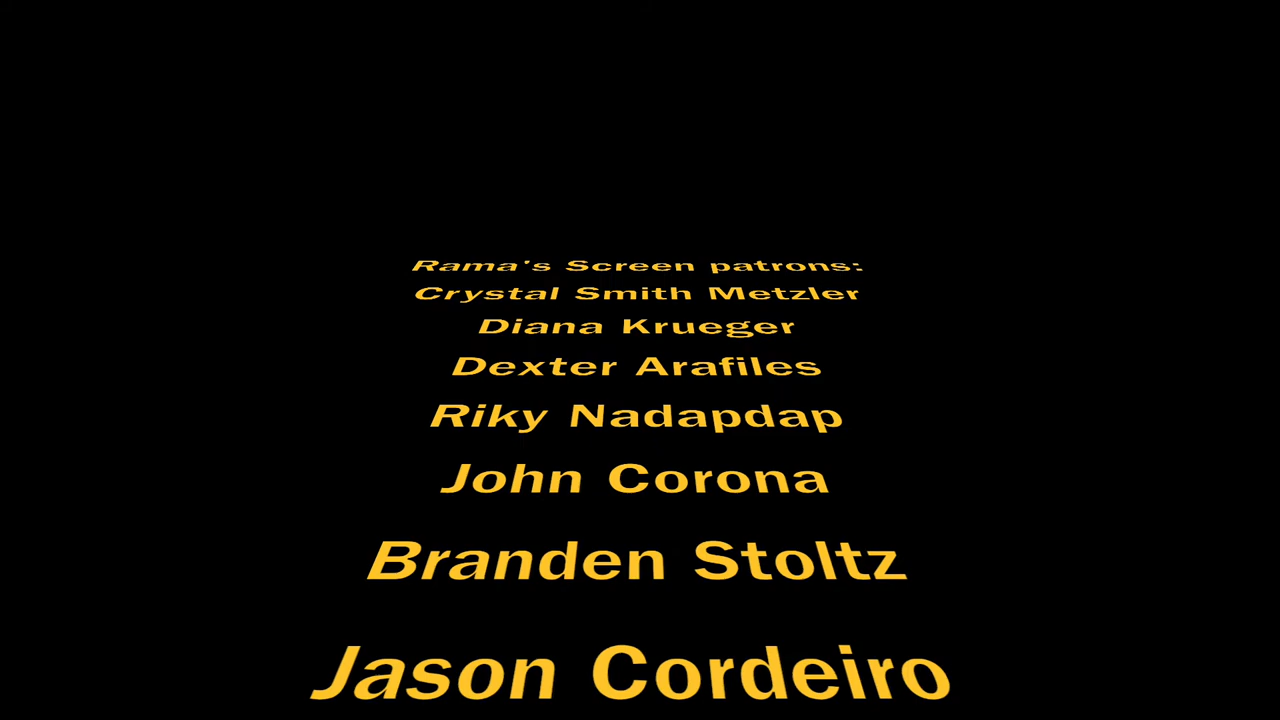 Rama's Screen patrons:
Crystal Smith Metzler
Diana Krueger
Dexter Arafiles
Riky Nadapdap
John Corona
Branden Stoltz
Jason Cordeiro